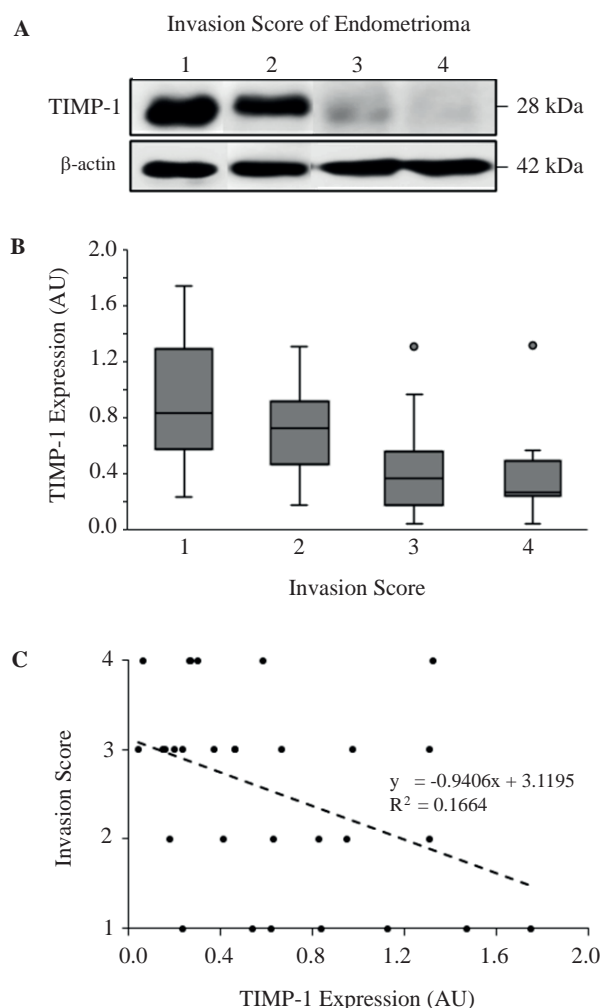 A
Invasion Score of Endometrioma
1 2 3 4
TIMP-1
28 kDa
β-actin
42 kDa
B
TIMP-1 Expression (AU)
2.0
1.6
1.2
0.8
0.4
0.0
1 2 3 4
Invasion Score
C
Invasion Score
4
3
2
1
y = -0.9406x + 3.1195
R² = 0.1664
0.0 0.4 0.8 1.2 1.6 2.0
TIMP-1 Expression (AU)